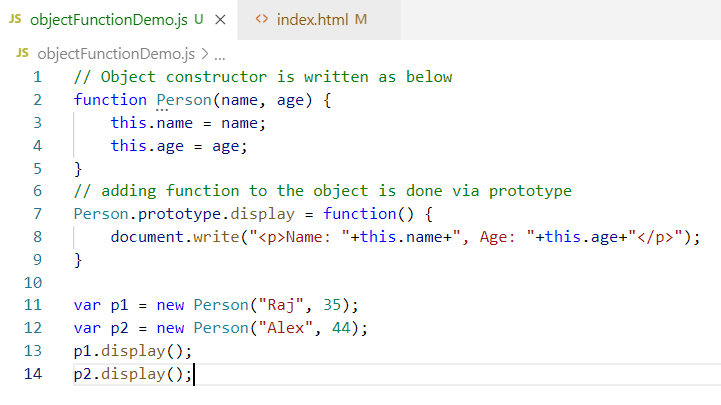 JS objectFunctionDemo.js U × <> index.html M
JS objectFunctionDemo.js > ...
1 // Object constructor is written as below
2 function Person(name, age) {
3     this.name = name;
4     this.age = age;
5 }
6 // adding function to the object is done via prototype
7 Person.prototype.display = function() {
8     document.write("<p>Name: "+this.name+", Age: "+this.age+"</p>");
9 }
10
11 var p1 = new Person("Raj", 35);
12 var p2 = new Person("Alex", 44);
13 p1.display();
14 p2.display();